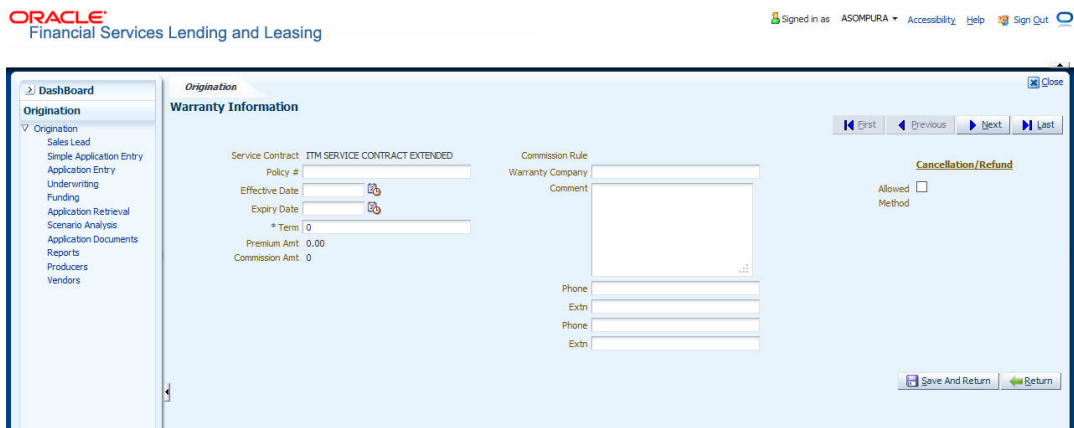 ORACLE®
Financial Services Lending and Leasing
Signed in as ASOMPURA Accessibility Help Sign Out
Close
DashBoard
Origination
Origination
Sales Lead
Simple Application Entry
Application Entry
Underwriting
Funding
Application Retrieval
Scenario Analysis
Application Documents
Reports
Producers
Vendors
Origination
Warranty Information
First Previous Next Last
Service Contract ITM SERVICE CONTRACT EXTENDED
Policy #
Effective Date
Expiry Date
* Term 0
Premium Amt 0.00
Commission Amt 0
Commission Rule
Warranty Company
Comment
Phone
Extn
Phone
Extn
Cancellation/Refund
Allowed
Method
Save And Return Return